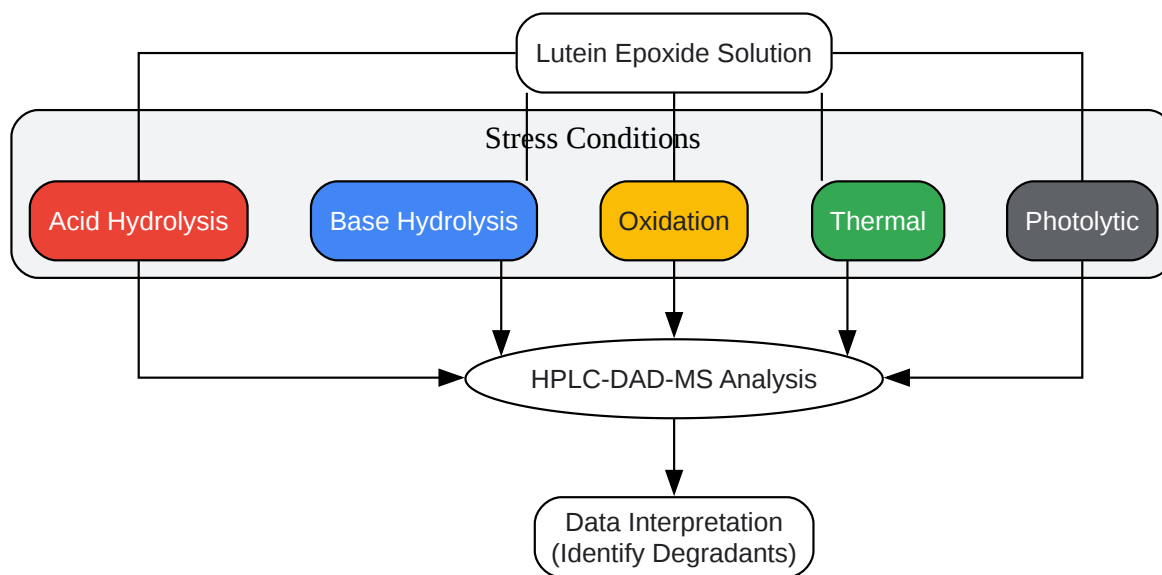 Lutein Epoxide Solution
Stress Conditions
Acid Hydrolysis
Base Hydrolysis
Oxidation
Thermal
Photolytic
HPLC-DAD-MS Analysis
Data Interpretation
(Identify Degradants)